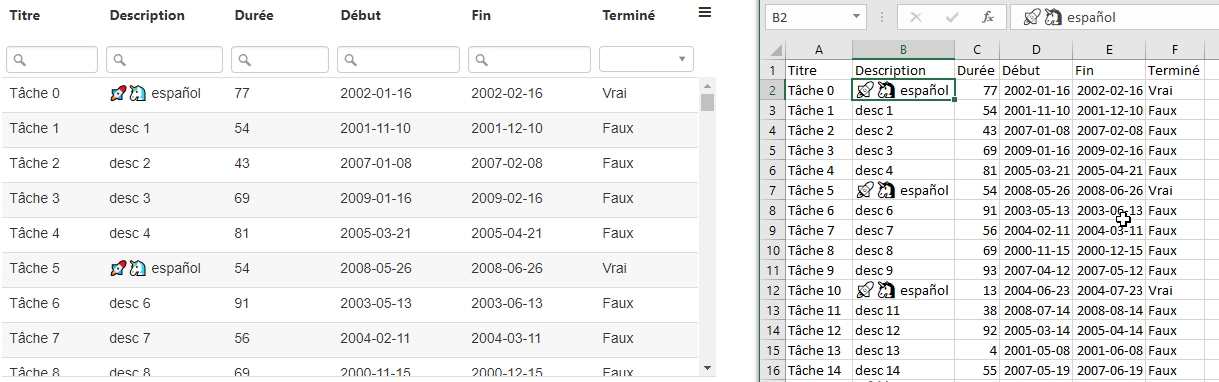 Titre Description Durée Début Fin Terminé
Tâche 0 🚀🦄 español 77 2002-01-16 2002-02-16 Vrai
Tâche 1 desc 1 54 2001-11-10 2001-12-10 Faux
Tâche 2 desc 2 43 2007-01-08 2007-02-08 Faux
Tâche 3 desc 3 69 2009-01-16 2009-02-16 Faux
Tâche 4 desc 4 81 2005-03-21 2005-04-21 Faux
Tâche 5 🚀🦄 español 54 2008-05-26 2008-06-26 Vrai
Tâche 6 desc 6 91 2003-05-13 2003-06-13 Faux
Tâche 7 desc 7 56 2004-02-11 2004-03-11 Faux
Tâche 8 desc 8 69 2000-11-15 2000-12-15 Faux
B2 fx 🚀🦄 español
A B C D E F
1 Titre Description Durée Début Fin Terminé
2 Tâche 0 🚀🦄 español 77 2002-01-16 2002-02-16 Vrai
3 Tâche 1 desc 1 54 2001-11-10 2001-12-10 Faux
4 Tâche 2 desc 2 43 2007-01-08 2007-02-08 Faux
5 Tâche 3 desc 3 69 2009-01-16 2009-02-16 Faux
6 Tâche 4 desc 4 81 2005-03-21 2005-04-21 Faux
7 Tâche 5 🚀🦄 español 54 2008-05-26 2008-06-26 Vrai
8 Tâche 6 desc 6 91 2003-05-13 2003-06-13 Faux
9 Tâche 7 desc 7 56 2004-02-11 2004-03-11 Faux
10 Tâche 8 desc 8 69 2000-11-15 2000-12-15 Faux
11 Tâche 9 desc 9 93 2007-04-12 2007-05-12 Faux
12 Tâche 10 🚀🦄 español 13 2004-06-23 2004-07-23 Vrai
13 Tâche 11 desc 11 38 2008-07-14 2008-08-14 Faux
14 Tâche 12 desc 12 92 2005-03-14 2005-04-14 Faux
15 Tâche 13 desc 13 4 2001-05-08 2001-06-08 Faux
16 Tâche 14 desc 14 55 2007-05-19 2007-06-19 Faux